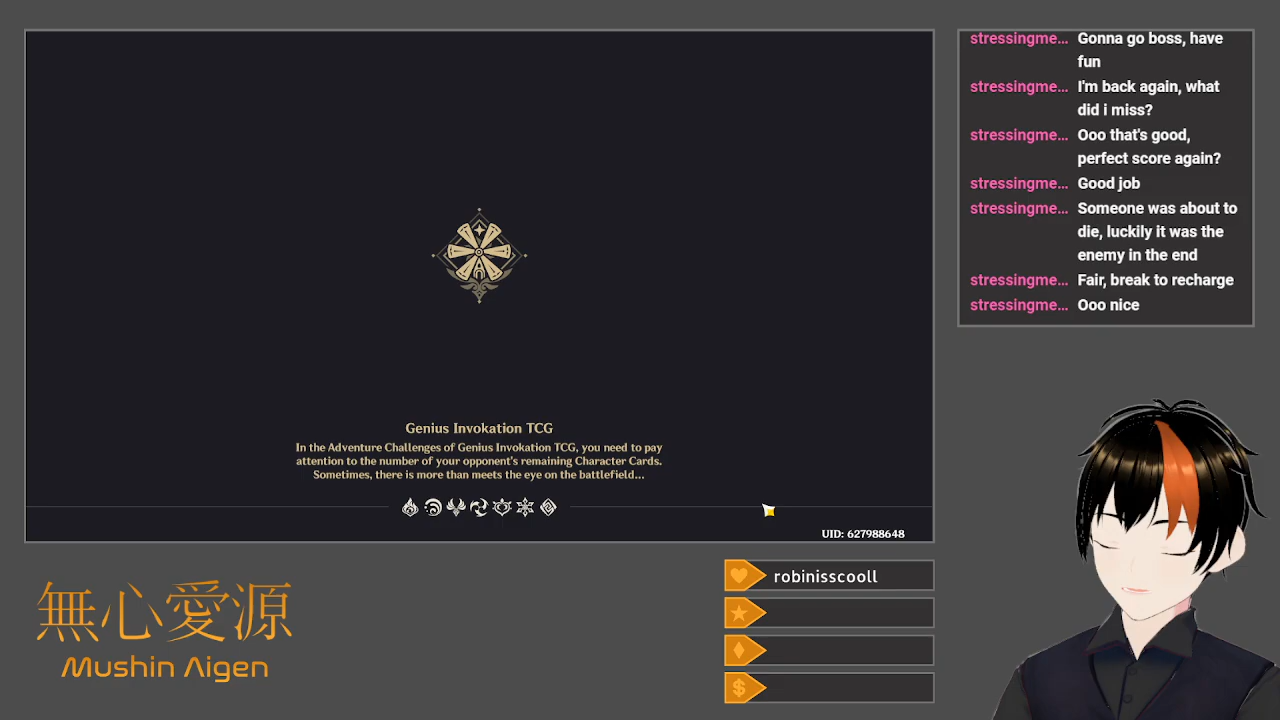 stressingme... Gonna go boss, have
fun
stressingme... I'm back again, what
did i miss?
stressingme... Ooo that's good,
perfect score again?
stressingme... Good job
stressingme... Someone was about to
die, luckily it was the
enemy in the end
stressingme... Fair, break to recharge
stressingme... Ooo nice
Genius Invokation TCG
In the Adventure Challenges of Genius Invokation TCG, you need to pay
attention to the number of your opponent's remaining Character Cards.
Sometimes, there is more than meets the eye on the battlefield...
UID: 627988648
robinisscooll
無心愛源
Mushin Aigen